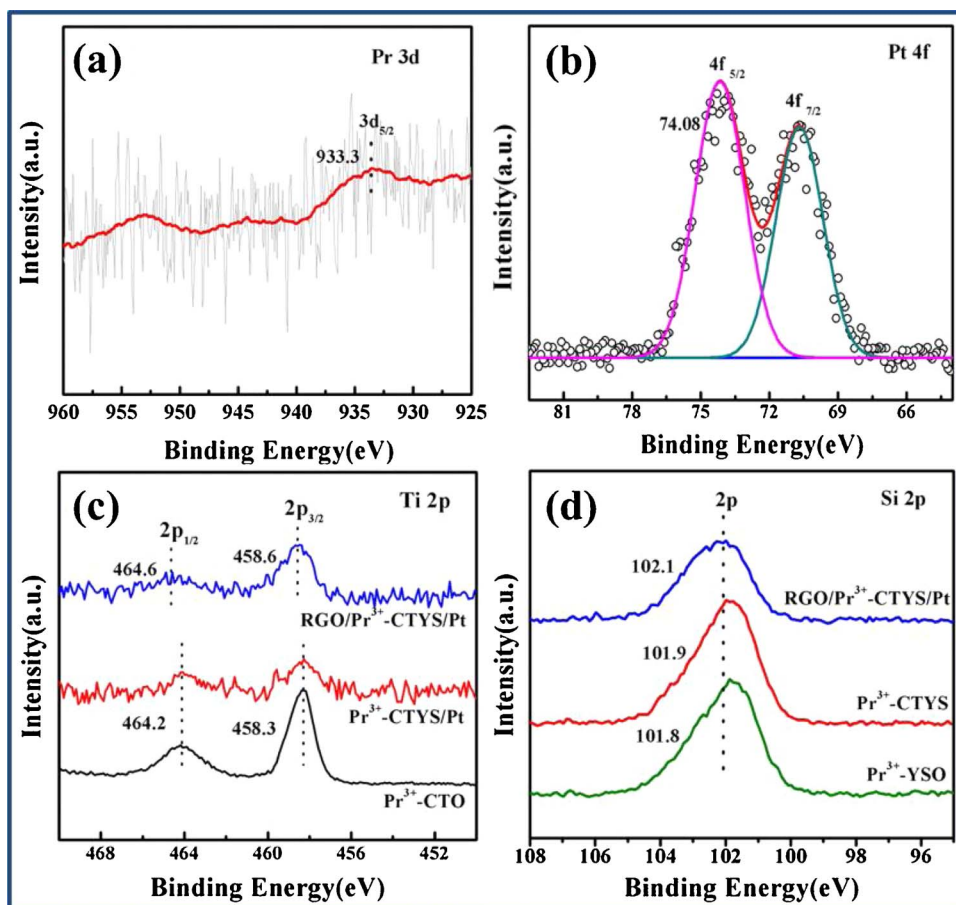 (a)
Pr 3d
3d5/2
933.3
Intensity(a.u.)
960 955 950 945 940 935 930 925
Binding Energy(eV)
(b)
Pt 4f
4f 5/2
4f 7/2
74.08
Intensity(a.u.)
81 78 75 72 69 66
Binding Energy(eV)
(c)
Ti 2p
2p3/2
2p1/2
464.6
458.6
RGO/Pr3+-CTYS/Pt
Pr3+-CTYS/Pt
464.2
458.3
Pr3+-CTO
Intensity(a.u.)
468 464 460 456 452
Binding Energy(eV)
(d)
2p
Si 2p
102.1
RGO/Pr3+-CTYS/Pt
101.9
Pr3+-CTYS
101.8
Pr3+-YSO
Intensity(a.u.)
108 106 104 102 100 98 96
Binding Energy(eV)